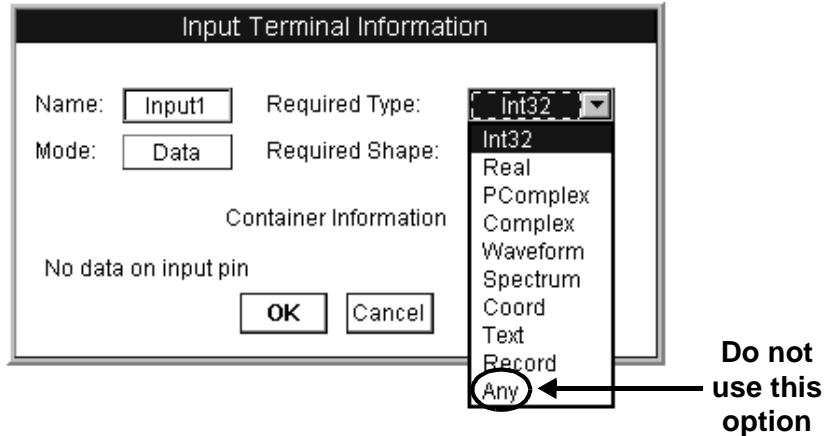 Input Terminal Information
Name: Input1 Required Type: Int32
Mode: Data Required Shape:
Container Information
No data on input pin
OK Cancel
Int32
Real
PComplex
Complex
Waveform
Spectrum
Coord
Text
Record
Any
Do not
use this
option